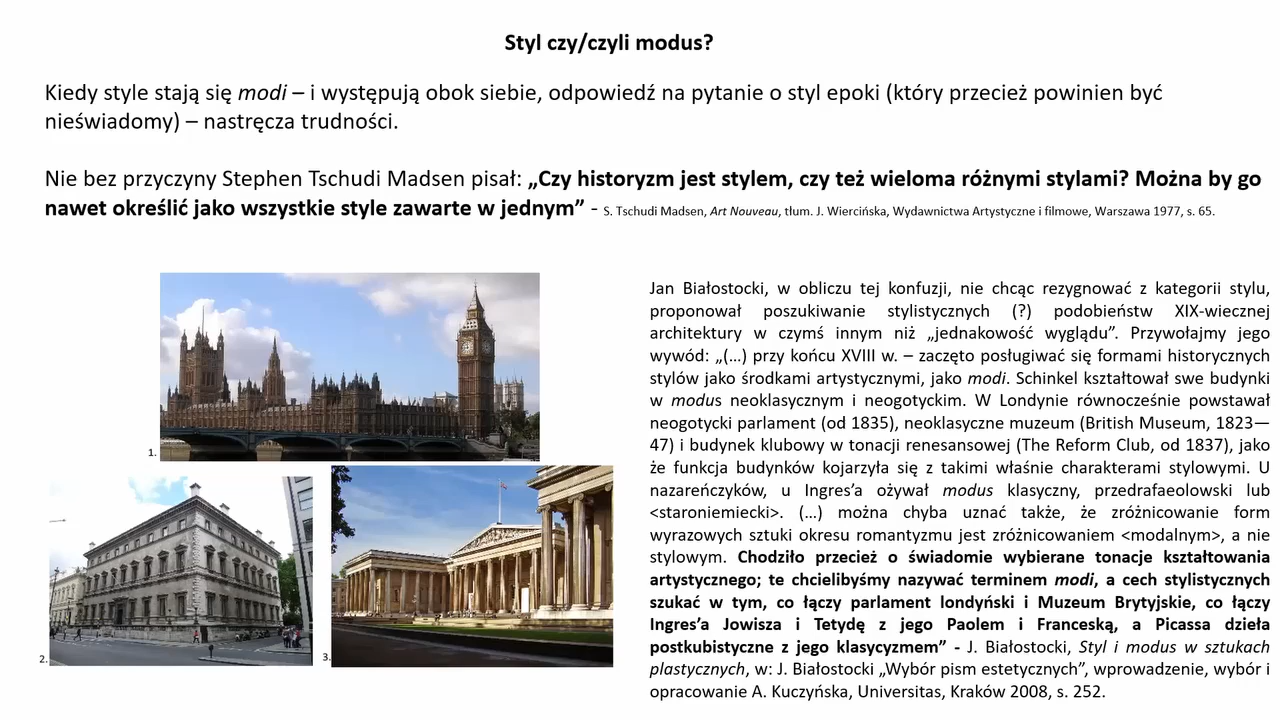 Styl czy/czyli modus?
Kiedy style stają się modi – i występują obok siebie, odpowiedź na pytanie o styl epoki (który przecież powinien być
nieświadomy) – nastręcza trudności.
Nie bez przyczyny Stephen Tschudi Madsen pisał: „Czy historyzm jest stylem, czy też wieloma różnymi stylami? Można by go
nawet określić jako wszystkie style zawarte w jednym” - S. Tschudi Madsen, Art Nouveau, tłum. J. Wiercińska, Wydawnictwa Artystyczne i filmowe, Warszawa 1977, s. 65.
1.
2.
3.
Jan Białostocki, w obliczu tej konfuzji, nie chcąc rezygnować z kategorii stylu,
proponował poszukiwanie stylistycznych (?) podobieństw XIX-wiecznej
architektury w czymś innym niż „jednakowość wyglądu”. Przywołajmy jego
wywód: „(…) przy końcu XVIII w. – zaczęto posługiwać się formami historycznych
stylów jako środkami artystycznymi, jako modi. Schinkel kształtował swe budynki
w modus neoklasycznym i neogotyckim. W Londynie równocześnie powstawał
neogotycki parlament (od 1835), neoklasyczne muzeum (British Museum, 1823—
47) i budynek klubowy w tonacji renesansowej (The Reform Club, od 1837), jako
że funkcja budynków kojarzyła się z takimi właśnie charakterami stylowymi. U
nazareńczyków, u Ingres’a ożywał modus klasyczny, przedrafaeolowski lub
<staroniemiecki>. (…) można chyba uznać także, że zróżnicowanie form
wyrazowych sztuki okresu romantyzmu jest zróżnicowaniem <modalnym>, a nie
stylowym. Chodziło przecież o świadomie wybierane tonacje kształtowania
artystycznego; te chcielibyśmy nazywać terminem modi, a cech stylistycznych
szukać w tym, co łączy parlament londyński i Muzeum Brytyjskie, co łączy
Ingres’a Jowisza i Tetydę z jego Paolem i Franceską, a Picassa dzieła
postkubistyczne z jego klasycyzmem” - J. Białostocki, Styl i modus w sztukach
plastycznych, w: J. Białostocki „Wybór pism estetycznych”, wprowadzenie, wybór i
opracowanie A. Kuczyńska, Universitas, Kraków 2008, s. 252.